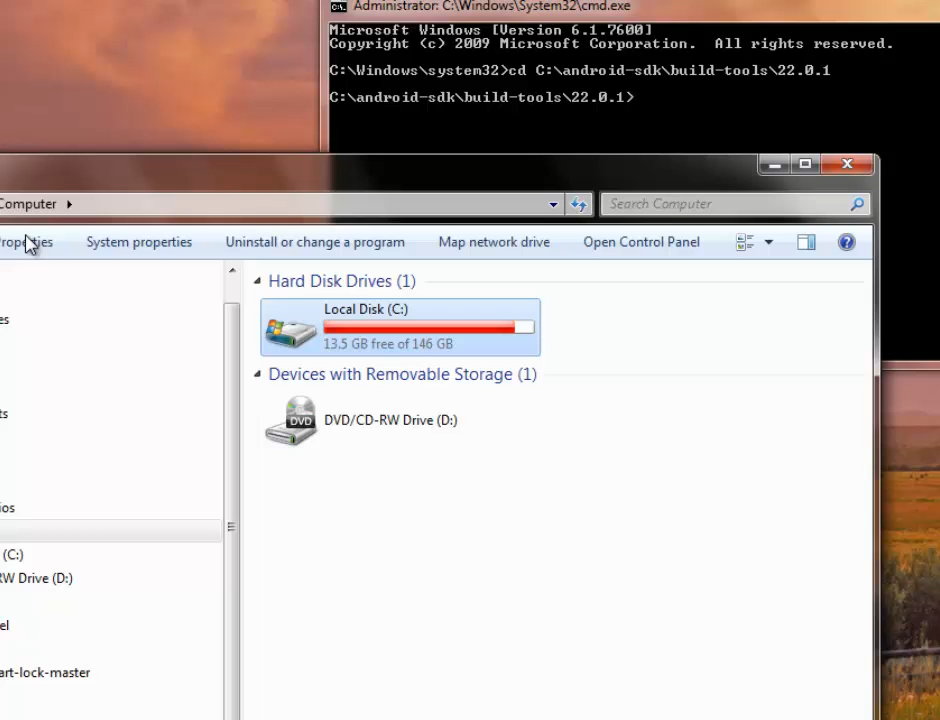 Administrator: C:\Windows\System32\cmd.exe
Microsoft Windows [Version 6.1.7600]
Copyright (c) 2009 Microsoft Corporation. All rights reserved.
C:\Windows\system32>cd C:\android-sdk\build-tools\22.0.1
C:\android-sdk\build-tools\22.0.1>
Computer
Search Computer
System properties
Uninstall or change a program
Map network drive
Open Control Panel
Hard Disk Drives (1)
Local Disk (C:)
13.5 GB free of 146 GB
Devices with Removable Storage (1)
DVD
DVD/CD-RW Drive (D:)
(C:)
RW Drive (D:)
art-lock-master